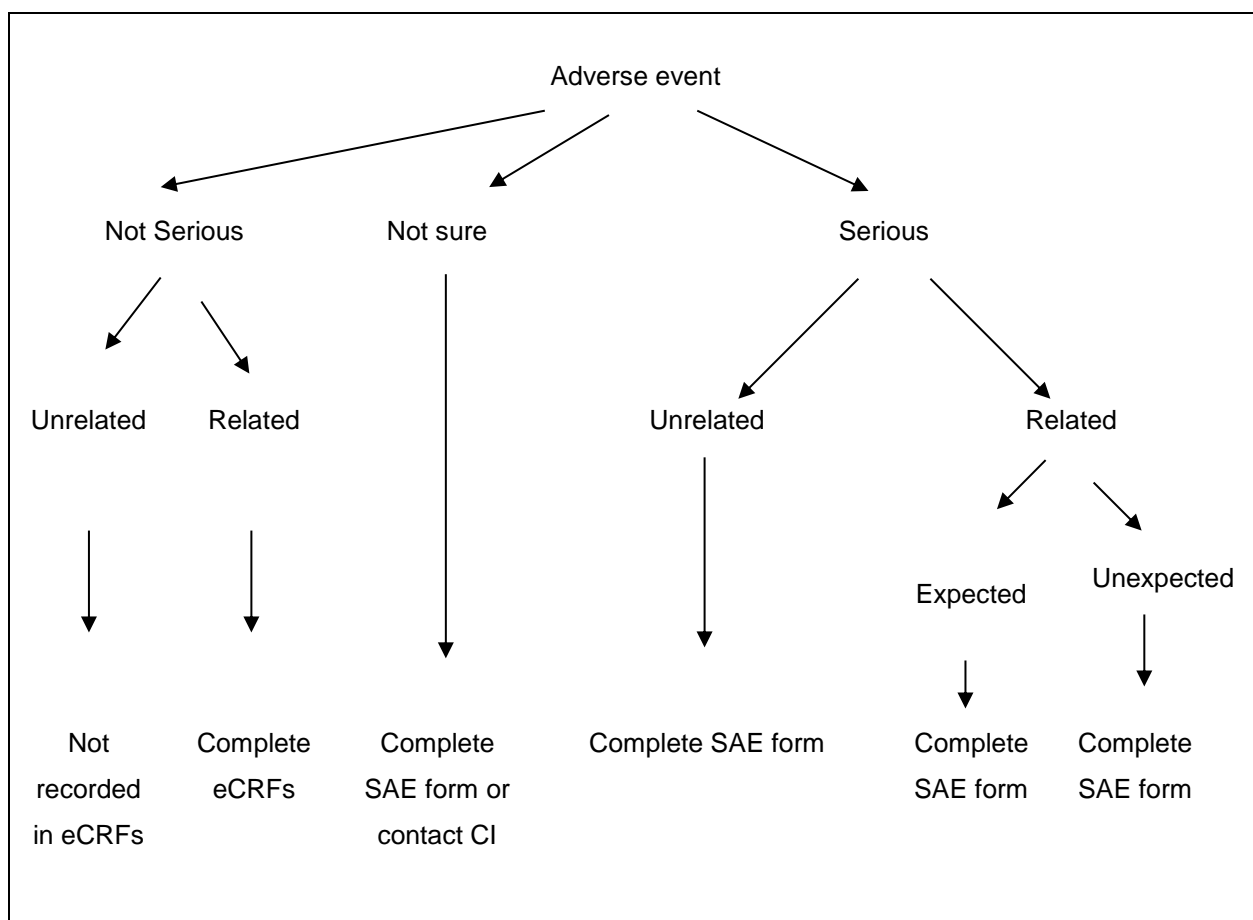 Adverse event
Not Serious
Not sure
Serious
Unrelated
Related
Unrelated
Related
Expected
Unexpected
Not
recorded
in eCRFs
Complete
eCRFs
Complete
SAE form or
contact CI
Complete SAE form
Complete
SAE form
Complete
SAE form